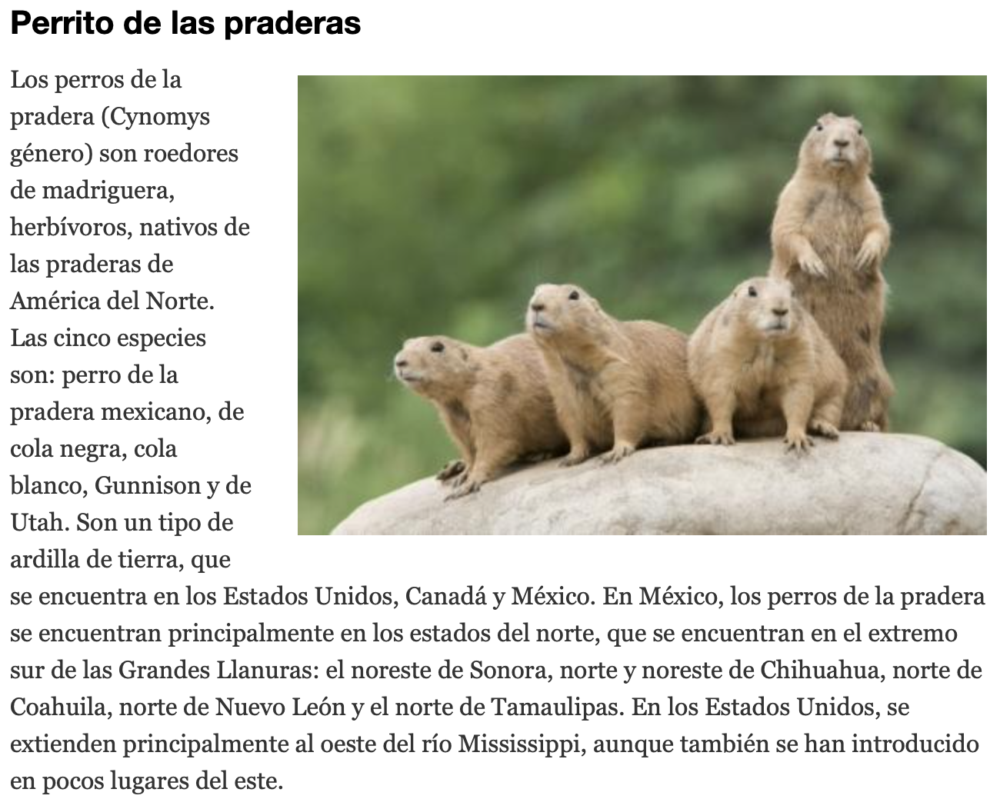 Perrito de las praderas
Los perros de la
pradera (Cynomys
género) son roedores
de madriguera,
herbívoros, nativos de
las praderas de
América del Norte.
Las cinco especies
son: perro de la
pradera mexicano, de
cola negra, cola
blanco, Gunnison y de
Utah. Son un tipo de
ardilla de tierra, que
se encuentra en los Estados Unidos, Canadá y México. En México, los perros de la pradera
se encuentran principalmente en los estados del norte, que se encuentran en el extremo
sur de las Grandes Llanuras: el noreste de Sonora, norte y noreste de Chihuahua, norte de
Coahuila, norte de Nuevo León y el norte de Tamaulipas. En los Estados Unidos, se
extienden principalmente al oeste del río Mississippi, aunque también se han introducido
en pocos lugares del este.